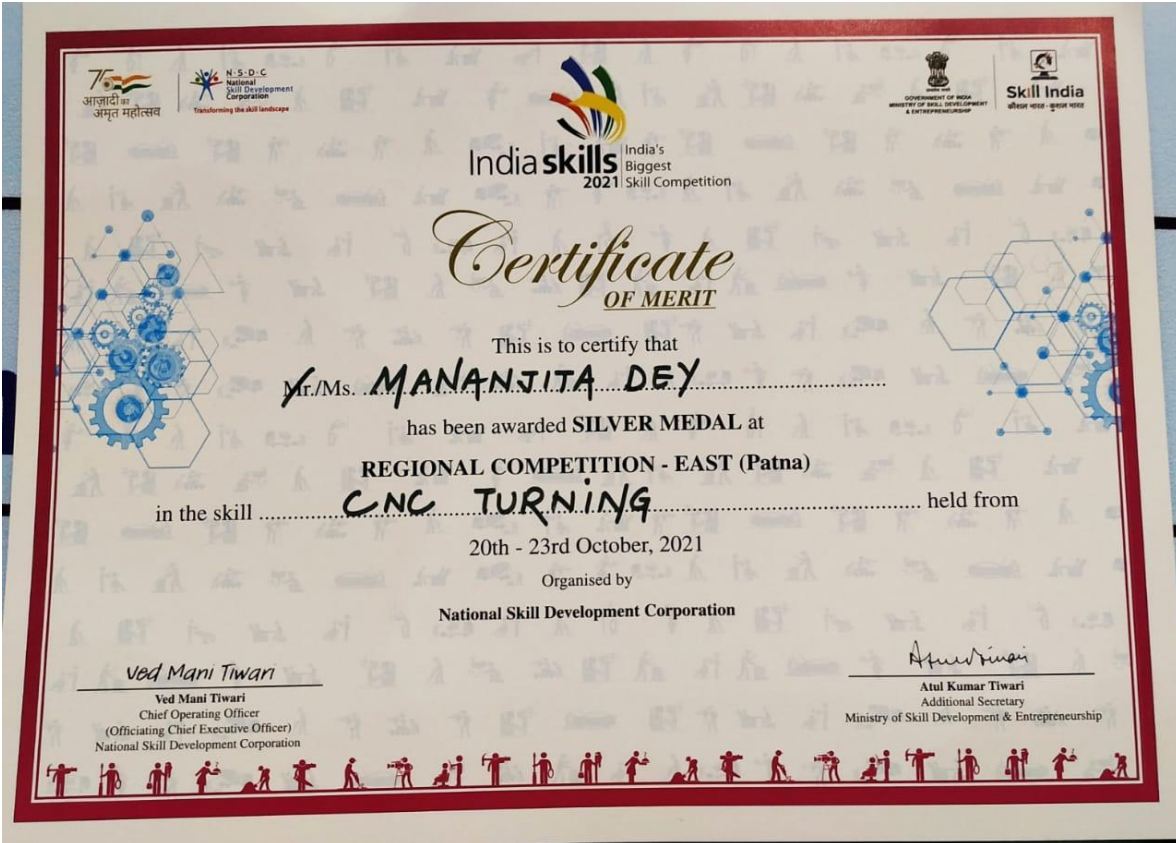 75
आज़ादी का
अमृत महोत्सव
N·S·D·C
National
Skill Development
Corporation
Transforming the skill landscape
India skills
2021
India's
Biggest
Skill Competition
सत्यमेव जयते
GOVERNMENT OF INDIA
MINISTRY OF SKILL DEVELOPMENT
& ENTREPRENEURSHIP
Skill India
कौशल भारत - कुशल भारत
Certificate
OF MERIT
This is to certify that
Mr./Ms. MANANJITA DEY
has been awarded SILVER MEDAL at
REGIONAL COMPETITION - EAST (Patna)
in the skill CNC TURNING held from
20th - 23rd October, 2021
Organised by
National Skill Development Corporation
Ved Mani Tiwari
Ved Mani Tiwari
Chief Operating Officer
(Officiating Chief Executive Officer)
National Skill Development Corporation
Atul Kumar Tiwari
Additional Secretary
Ministry of Skill Development & Entrepreneurship